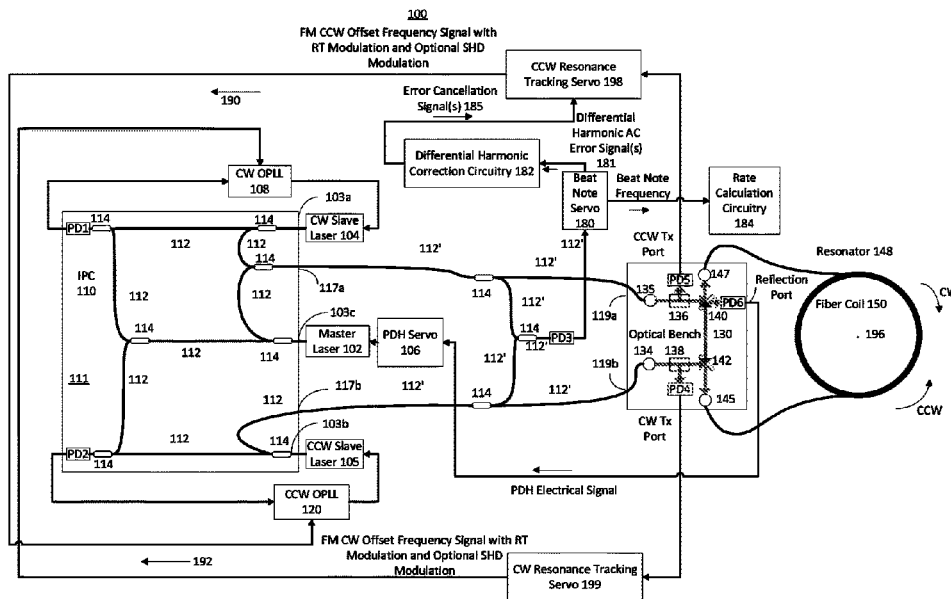 100
FM CCW Offset Frequency Signal with
RT Modulation and Optional SHD
Modulation
CCW Resonance
Tracking Servo 198
190
Error Cancellation
Signal(s) 185
Differential
Harmonic AC
Error Signal(s)
181
Differential Harmonic
Correction Circuitry 182
CW OPLL
108
Beat
Note
Servo
180
Beat Note
Frequency
Rate
Calculation
Circuitry
184
103a
PD1
114
114
CW Slave
Laser 104
112
112
114
112'
112'
112'
CCW Tx
Port
Resonator 148
IPC
110
112
112
117a
114
112'
PD5
147
135
Reflection
Port
PD6
CW
119a
136
140
Fiber Coil 150
103c
114
112
114
Master
Laser 102
PDH Servo
106
114
112'
PD3
Optical Bench
130
196
134
138
142
111
112
112'
119b
117b
112
112'
114
112'
PD4
145
112
103b
CW Tx
Port
CCW
PD2
114
114
CCW Slave
Laser 105
PDH Electrical Signal
CCW OPLL
120
FM CW Offset Frequency Signal with RT
Modulation and Optional SHD
Modulation
192
CW Resonance Tracking
Servo 199